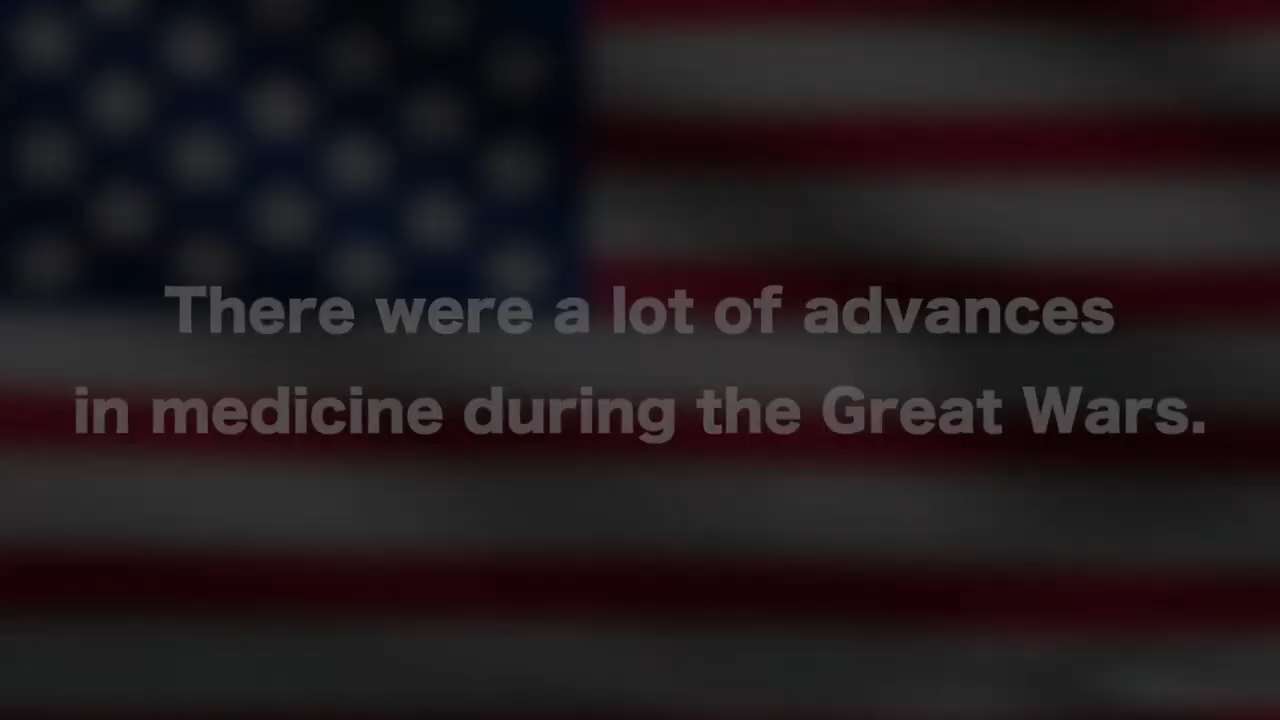 There were a lot of advances
in medicine during the Great Wars.